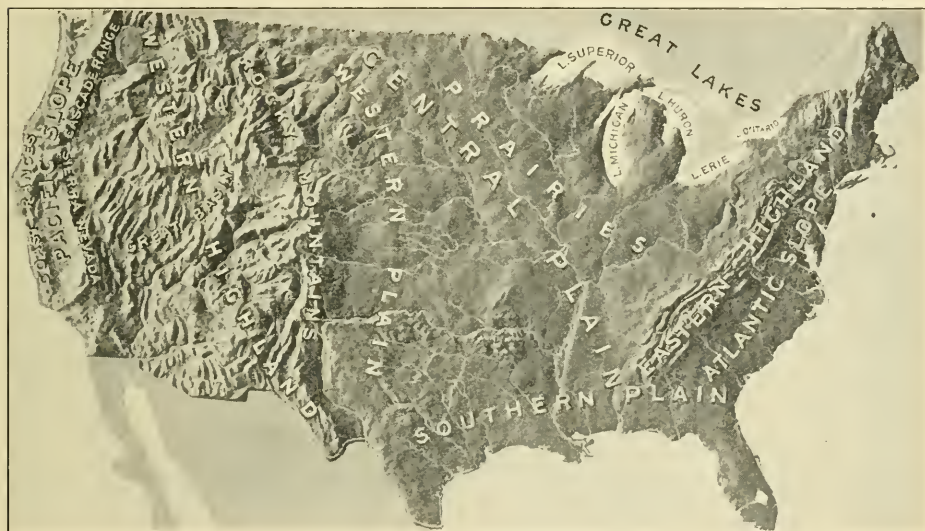 GREAT
LAKES
L. SUPERIOR
L. MICHIGAN
L. HURON
L. ONTARIO
L. ERIE
COAST RANGES
PACIFIC SLOPE
CASCADE RANGE
WESTERN
HIGHLAND
GREAT BASIN
ROCKY
MOUNTAINS
WESTERN PLAIN
CENTRAL PLAIN
PRAIRIES
EASTERN HIGHLAND
ATLANTIC SLOPE
SOUTHERN PLAIN